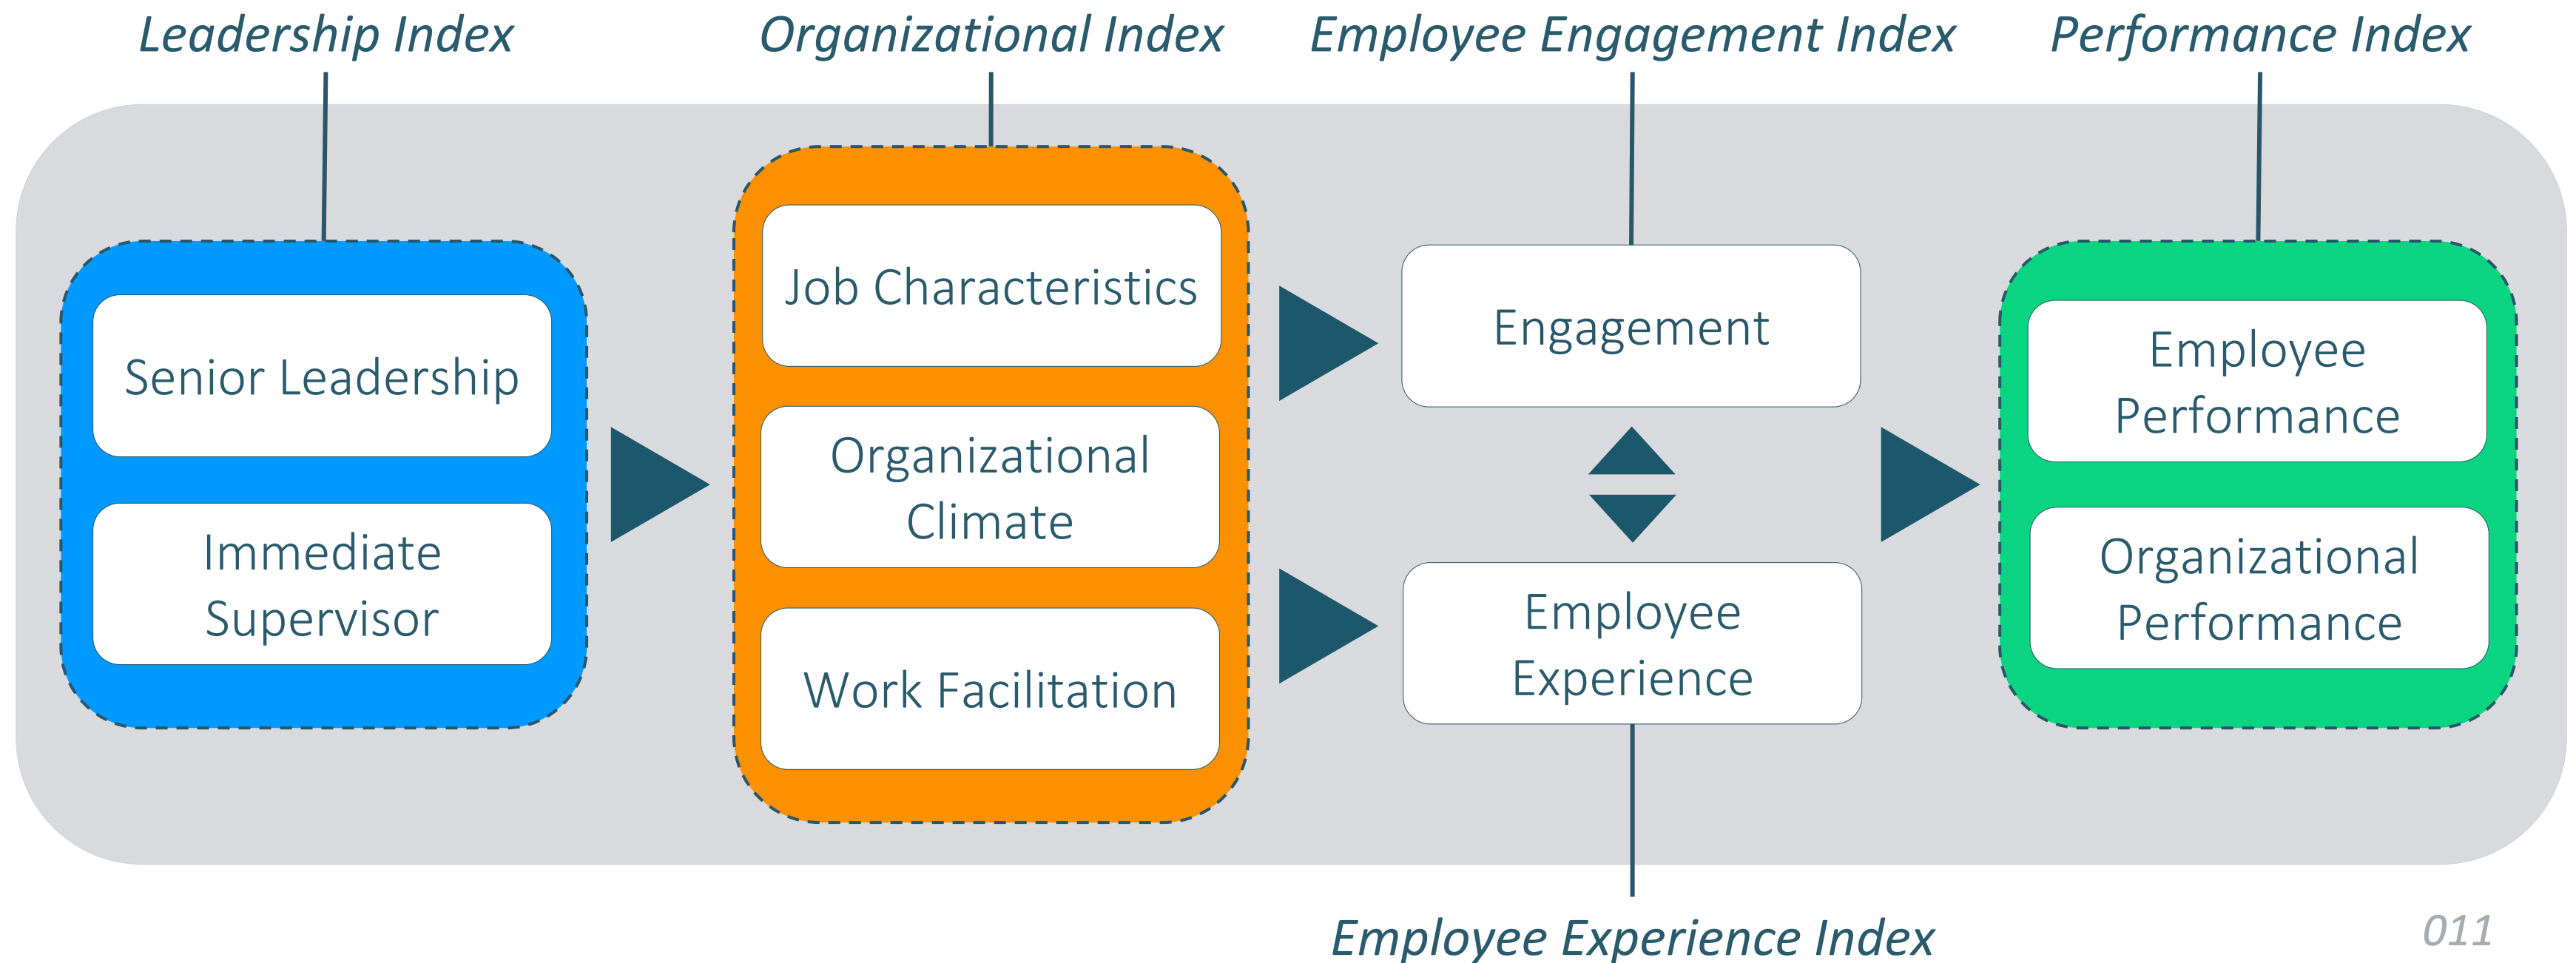 Leadership Index
Organizational Index
Employee Engagement Index
Performance Index
Senior Leadership
Immediate
Supervisor
Job Characteristics
Organizational
Climate
Work Facilitation
Engagement
Employee
Experience
Employee
Performance
Organizational
Performance
Employee Experience Index
011